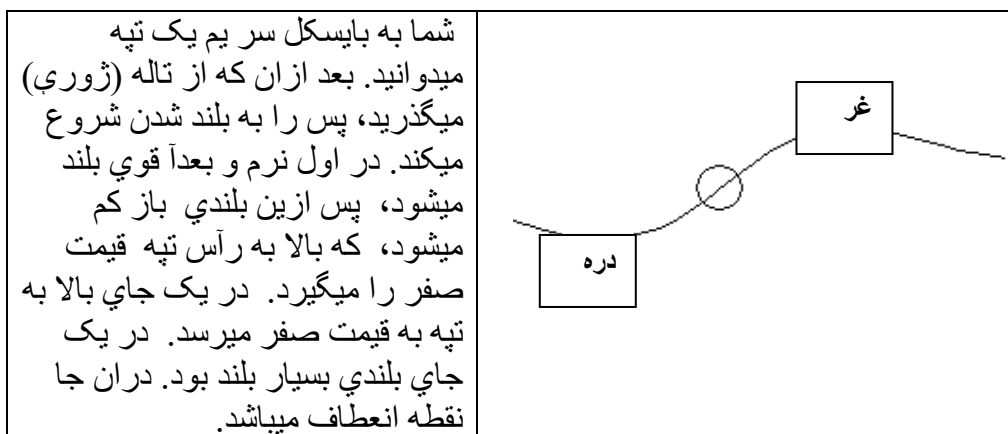 شما به بایسکل سر یم یک تپه
میدوانید. بعد ازان که از تاله (ژورې)
میگذرید، پس را به بلند شدن شروع
میکند. در اول نرم و بعدآ قوي بلند
میشود، پس ازین بلندي باز کم
میشود، که بالا به رآس تپه قیمت
صفر را میگیرد. در یک جاي بالا به
تپه به قیمت صفر میرسد. در یک
جاي بلندي بسیار بلند بود. دران جا
نقطه انعطاف میباشد.
غر
دره